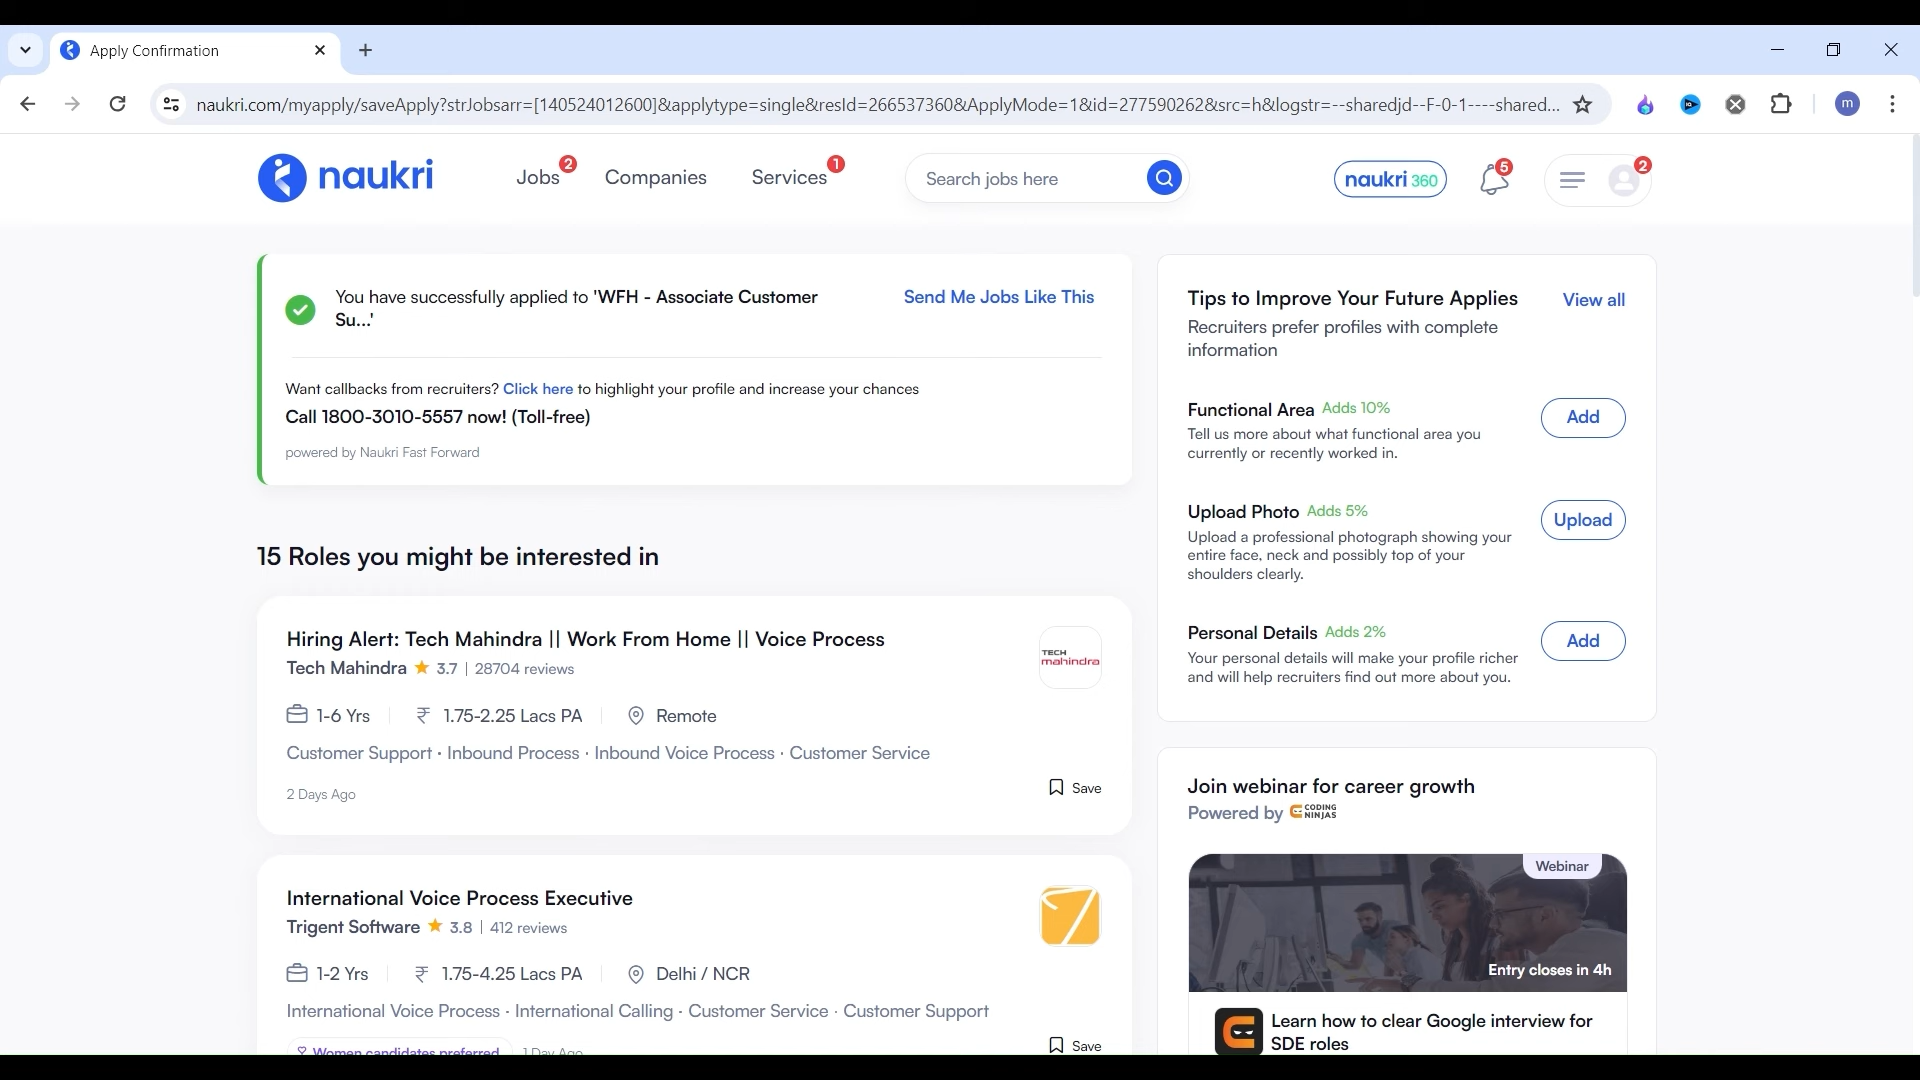 Apply Confirmation
naukri.com/myapply/saveApply?strJobsarr=[140524012600]&applytype=single&resId=266537360&ApplyMode=1&id=277590262&src=h&logstr=--sharedjd--F-0-1----shared...
m
naukri
Jobs
2
Companies
Services
1
Search jobs here
naukri 360
5
2
You have successfully applied to 'WFH - Associate Customer
Su...'
Send Me Jobs Like This
Want callbacks from recruiters? Click here to highlight your profile and increase your chances
Call 1800-3010-5557 now! (Toll-free)
powered by Naukri Fast Forward
15 Roles you might be interested in
Hiring Alert: Tech Mahindra || Work From Home || Voice Process
Tech Mahindra 3.7 | 28704 reviews
TECH
mahindra
1-6 Yrs
₹ 1.75-2.25 Lacs PA
Remote
Customer Support · Inbound Process · Inbound Voice Process · Customer Service
2 Days Ago
Save
International Voice Process Executive
Trigent Software 3.8 | 412 reviews
1-2 Yrs
₹ 1.75-4.25 Lacs PA
Delhi / NCR
International Voice Process · International Calling · Customer Service · Customer Support
Women candidates preferred
1 Day Ago
Save
Tips to Improve Your Future Applies
View all
Recruiters prefer profiles with complete
information
Functional Area Adds 10%
Tell us more about what functional area you
currently or recently worked in.
Add
Upload Photo Adds 5%
Upload a professional photograph showing your
entire face, neck and possibly top of your
shoulders clearly.
Upload
Personal Details Adds 2%
Your personal details will make your profile richer
and will help recruiters find out more about you.
Add
Join webinar for career growth
Powered by CODING
NINJAS
Webinar
Entry closes in 4h
Learn how to clear Google interview for
SDE roles